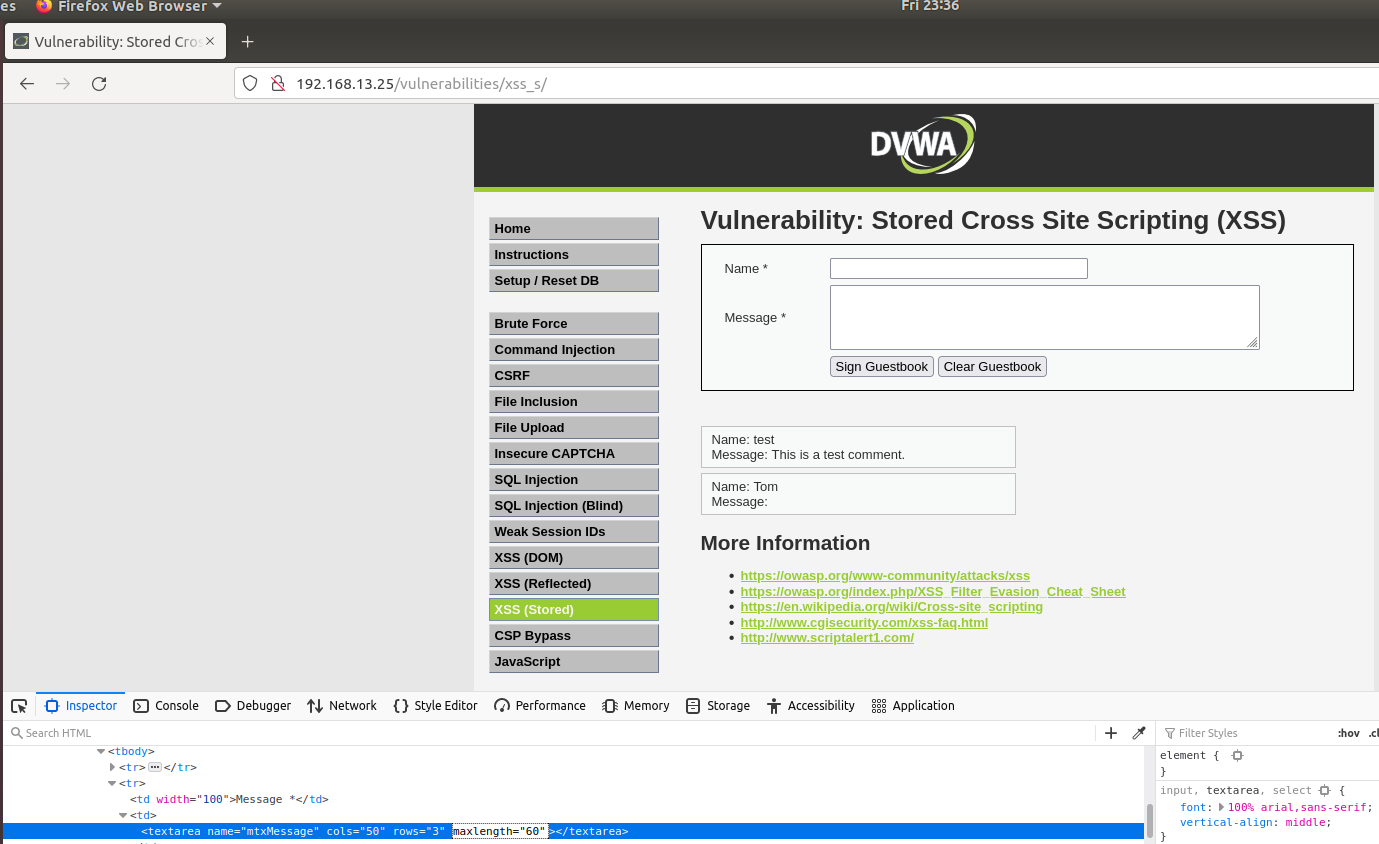 es Firefox Web Browser Fri 23:36
Vulnerability: Stored Cros
192.168.13.25/vulnerabilities/xss_s/
DVWA
Home
Instructions
Setup / Reset DB
Brute Force
Command Injection
CSRF
File Inclusion
File Upload
Insecure CAPTCHA
SQL Injection
SQL Injection (Blind)
Weak Session IDs
XSS (DOM)
XSS (Reflected)
XSS (Stored)
CSP Bypass
JavaScript
Vulnerability: Stored Cross Site Scripting (XSS)
Name *
Message *
Sign Guestbook Clear Guestbook
Name: test
Message: This is a test comment.
Name: Tom
Message:
More Information
• https://owasp.org/www-community/attacks/xss
• https://owasp.org/index.php/XSS_Filter_Evasion_Cheat_Sheet
• https://en.wikipedia.org/wiki/Cross-site_scripting
• http://www.cgisecurity.com/xss-faq.html
• http://www.scriptalert1.com/
Inspector Console Debugger Network Style Editor Performance Memory Storage Accessibility Application
Search HTML
<tbody>
<tr> ••• </tr>
<tr>
<td width="100">Message *</td>
<td>
<textarea name="mtxMessage" cols="50" rows="3" maxlength="60"></textarea>
Filter Styles :hov .cl
element {
}
input, textarea, select {
font: 100% arial,sans-serif;
vertical-align: middle;
}